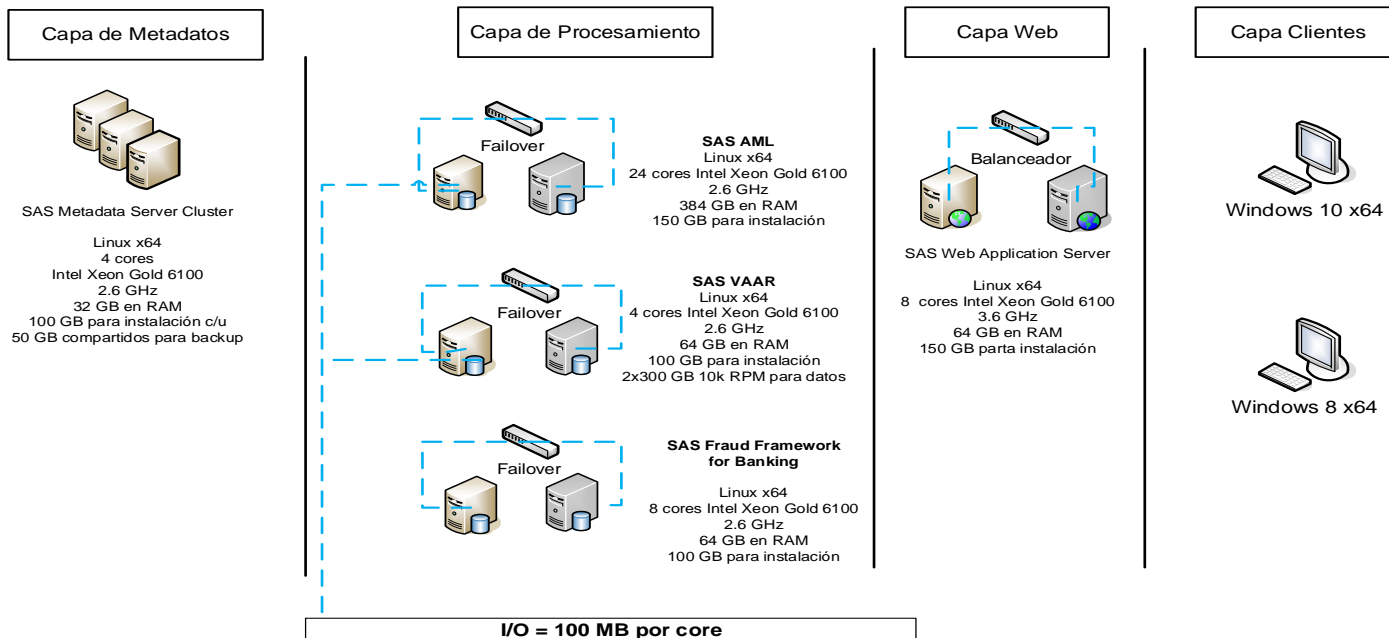 Capa de Metadatos
SAS Metadata Server Cluster
Linux x64
4 cores
Intel Xeon Gold 6100
2.6 GHz
32 GB en RAM
100 GB para instalación c/u
50 GB compartidos para backup
Capa de Procesamiento
Failover
SAS AML
Linux x64
24 cores Intel Xeon Gold 6100
2.6 GHz
384 GB en RAM
150 GB para instalación
Failover
SAS VAAR
Linux x64
4 cores Intel Xeon Gold 6100
2.6 GHz
64 GB en RAM
100 GB para instalación
2x300 GB 10k RPM para datos
Failover
SAS Fraud Framework
for Banking
Linux x64
8 cores Intel Xeon Gold 6100
2.6 GHz
64 GB en RAM
100 GB para instalación
I/O = 100 MB por core
Capa Web
Balanceador
SAS Web Application Server
Linux x64
8 cores Intel Xeon Gold 6100
3.6 GHz
64 GB en RAM
150 GB parta instalación
Capa Clientes
Windows 10 x64
Windows 8 x64